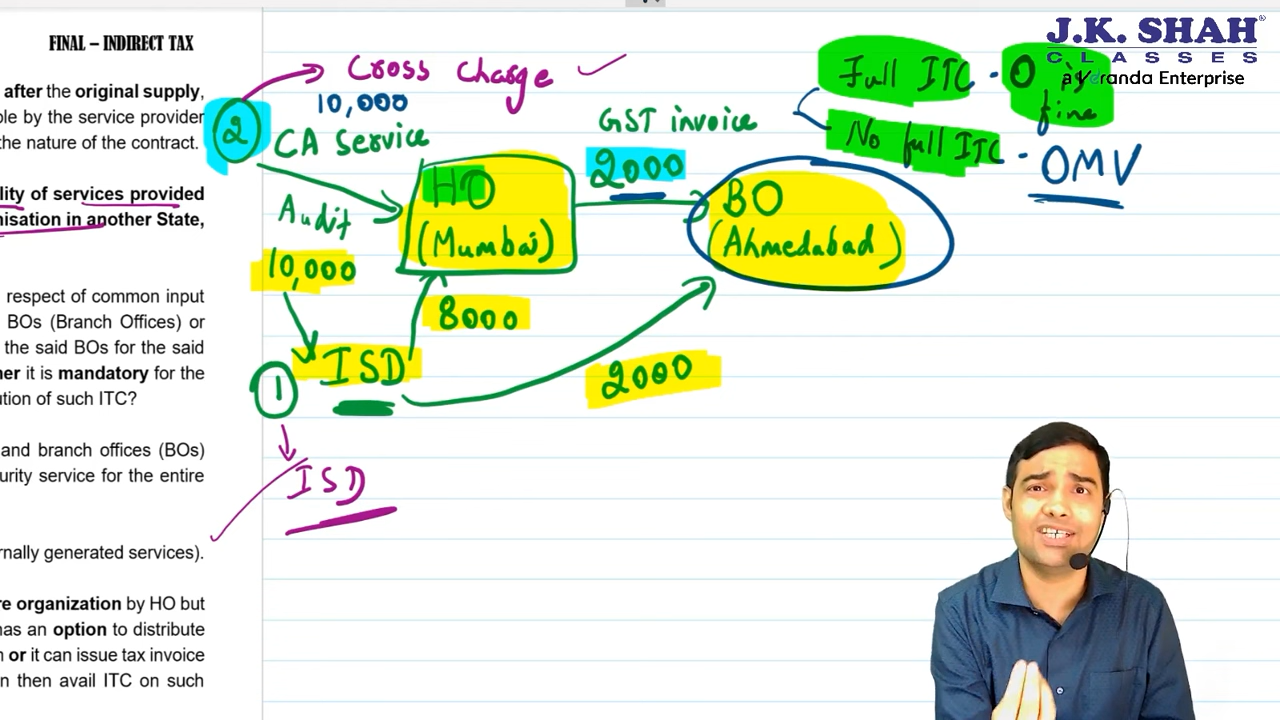 FINAL – INDIRECT TAX
after the original supply,
ble by the service provider
the nature of the contract.
lity of services provided
nisation in another State,
respect of common input
BOs (Branch Offices) or
the said BOs for the said
her it is mandatory for the
ution of such ITC?
and branch offices (BOs)
urity service for the entire
rnally generated services).
re organization by HO but
has an option to distribute
n or it can issue tax invoice
n then avail ITC on such
Cross Charge
10,000
2
CA Service
Audit
10,000
HO
(Mumbai)
GST invoice
2000
BO
(Ahmedabad)
Full ITC - 0 is fine
No full ITC - OMV
8000
ISD
1
2000
ISD
J.K. SHAH®
CLASSES
a Veranda Enterprise